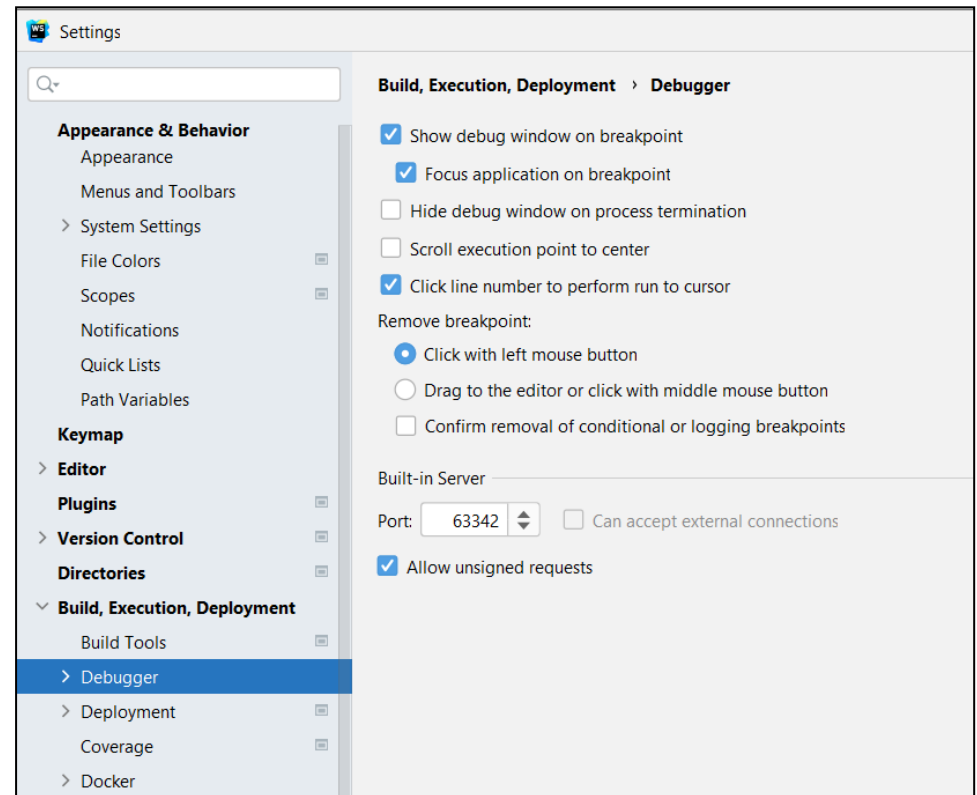 WS
Settings
Appearance & Behavior
Appearance
Menus and Toolbars
System Settings
File Colors
Scopes
Notifications
Quick Lists
Path Variables
Keymap
Editor
Plugins
Version Control
Directories
Build, Execution, Deployment
Build Tools
Debugger
Deployment
Coverage
Docker
Build, Execution, Deployment › Debugger
Show debug window on breakpoint
Focus application on breakpoint
Hide debug window on process termination
Scroll execution point to center
Click line number to perform run to cursor
Remove breakpoint:
Click with left mouse button
Drag to the editor or click with middle mouse button
Confirm removal of conditional or logging breakpoints
Built-in Server
Port: 63342 Can accept external connections
Allow unsigned requests